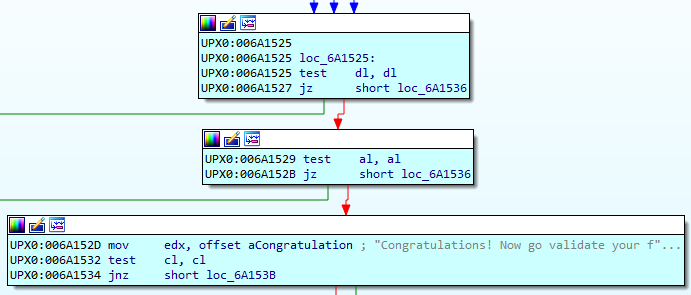 UPX0:006A1525
UPX0:006A1525 loc_6A1525:
UPX0:006A1525 test dl, dl
UPX0:006A1527 jz short loc_6A1536
UPX0:006A1529 test al, al
UPX0:006A152B jz short loc_6A1536
UPX0:006A152D mov edx, offset aCongratulation ; "Congratulations! Now go validate your f"...
UPX0:006A1532 test cl, cl
UPX0:006A1534 jnz short loc_6A153B